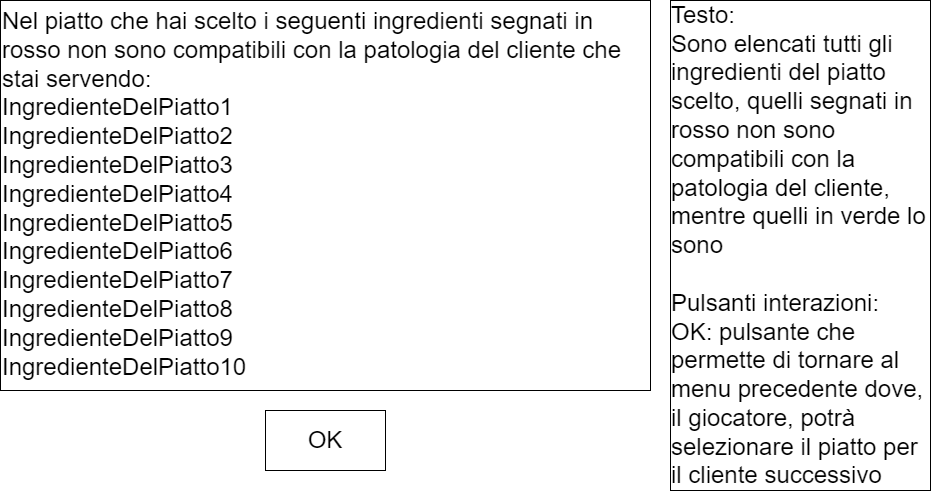 Nel piatto che hai scelto i seguenti ingredienti segnati in
rosso non sono compatibili con la patologia del cliente che
stai servendo:
IngredienteDelPiatto1
IngredienteDelPiatto2
IngredienteDelPiatto3
IngredienteDelPiatto4
IngredienteDelPiatto5
IngredienteDelPiatto6
IngredienteDelPiatto7
IngredienteDelPiatto8
IngredienteDelPiatto9
IngredienteDelPiatto10
OK
Testo:
Sono elencati tutti gli
ingredienti del piatto
scelto, quelli segnati in
rosso non sono
compatibili con la
patologia del cliente,
mentre quelli in verde lo
sono
Pulsanti interazioni:
OK: pulsante che
permette di tornare al
menu precedente dove,
il giocatore, potrà
selezionare il piatto per
il cliente successivo